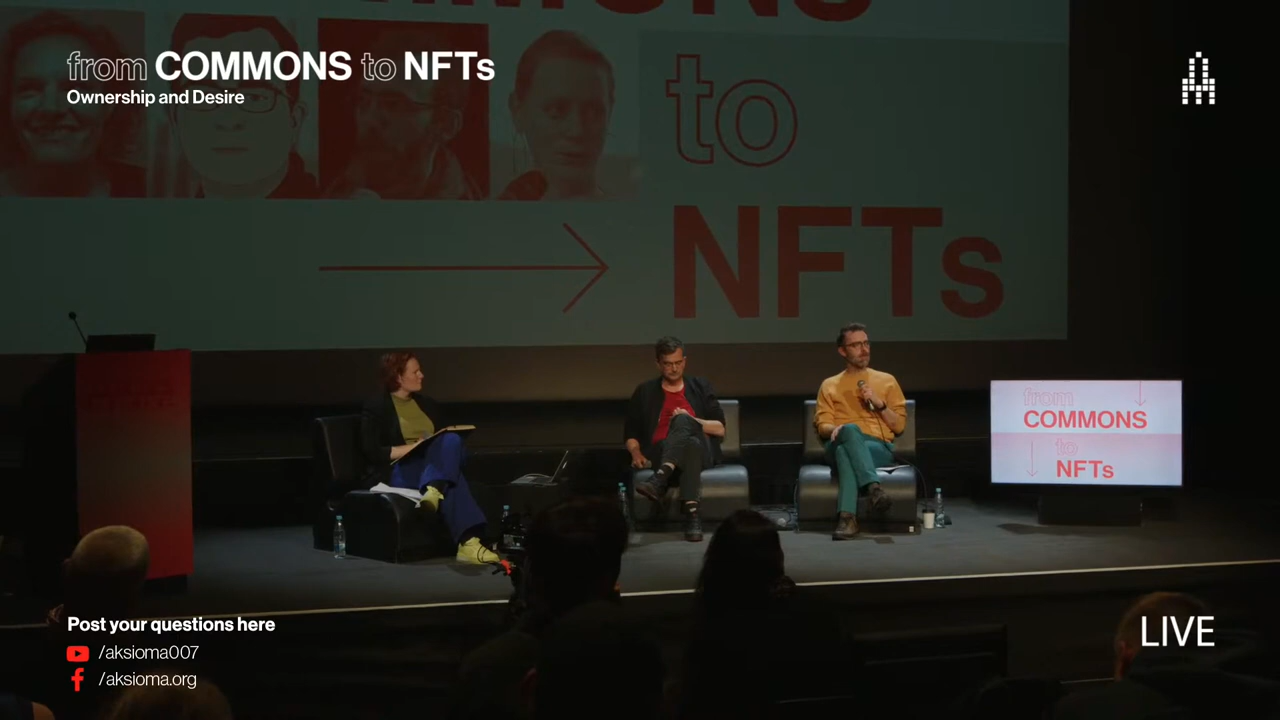 COMMONS
from COMMONS to NFTs
Ownership and Desire
to
NFTs
from
COMMONS
to
NFTs
Post your questions here
/aksioma007
/aksioma.org
LIVE